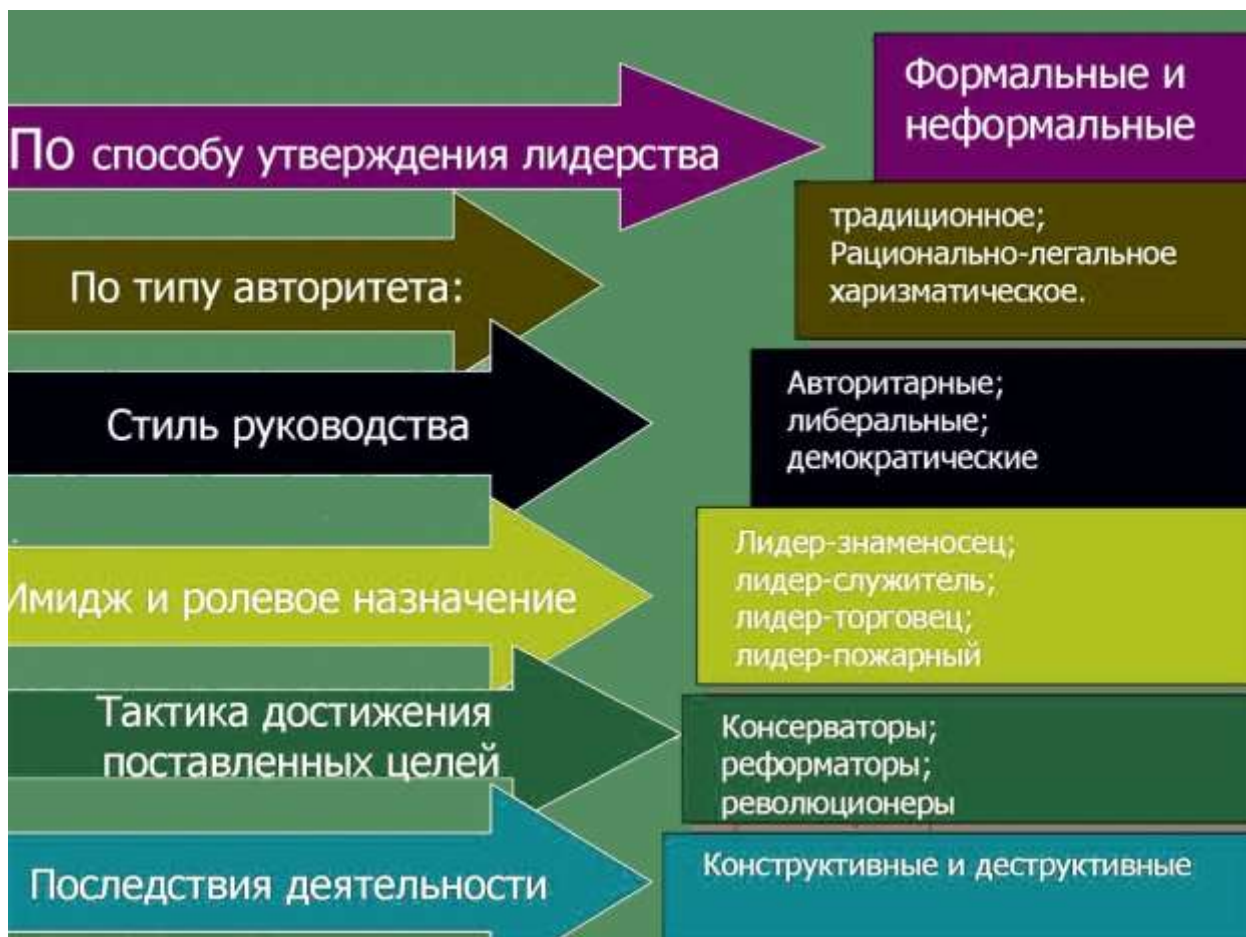 По способу утверждения лидерства
Формальные и
неформальные
По типу авторитета:
традиционное;
Рационально-легальное
харизматическое.
Стиль руководства
Авторитарные;
либеральные;
демократические
Имидж и ролевое назначение
Лидер-знаменосец;
лидер-служитель;
лидер-торговец;
лидер-пожарный
Тактика достижения
поставленных целей
Консерваторы;
реформаторы;
революционеры
Последствия деятельности
Конструктивные и деструктивные